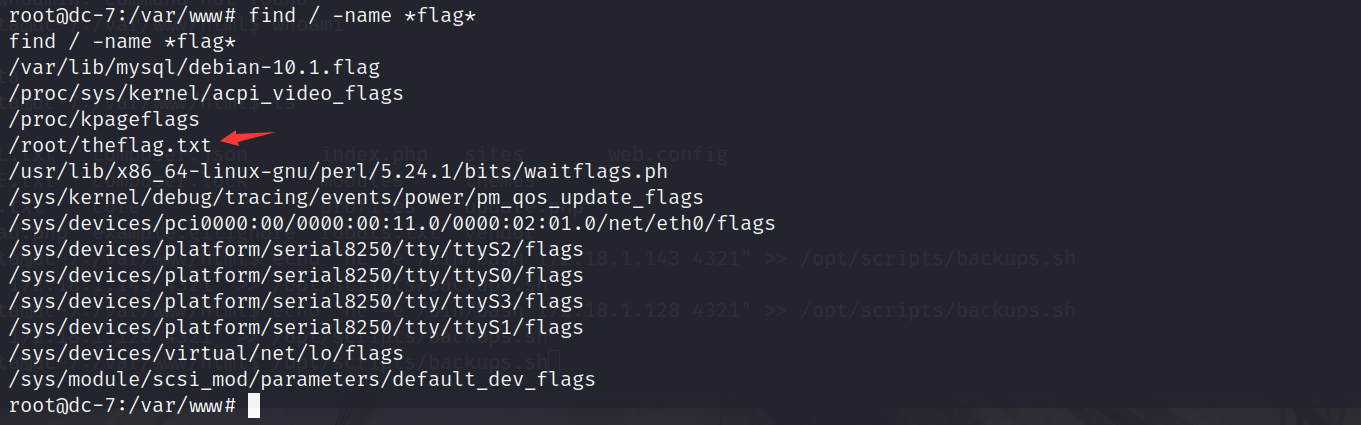 root@dc-7:/var/www# find / -name *flag*
find / -name *flag*
/var/lib/mysql/debian-10.1.flag
/proc/sys/kernel/acpi_video_flags
/proc/kpageflags
/root/theflag.txt
/usr/lib/x86_64-linux-gnu/perl/5.24.1/bits/waitflags.ph
/sys/kernel/debug/tracing/events/power/pm_qos_update_flags
/sys/devices/pci0000:00/0000:00:11.0/0000:02:01.0/net/eth0/flags
/sys/devices/platform/serial8250/tty/ttyS2/flags
/sys/devices/platform/serial8250/tty/ttyS0/flags
/sys/devices/platform/serial8250/tty/ttyS3/flags
/sys/devices/platform/serial8250/tty/ttyS1/flags
/sys/devices/virtual/net/lo/flags
/sys/module/scsi_mod/parameters/default_dev_flags
root@dc-7:/var/www#